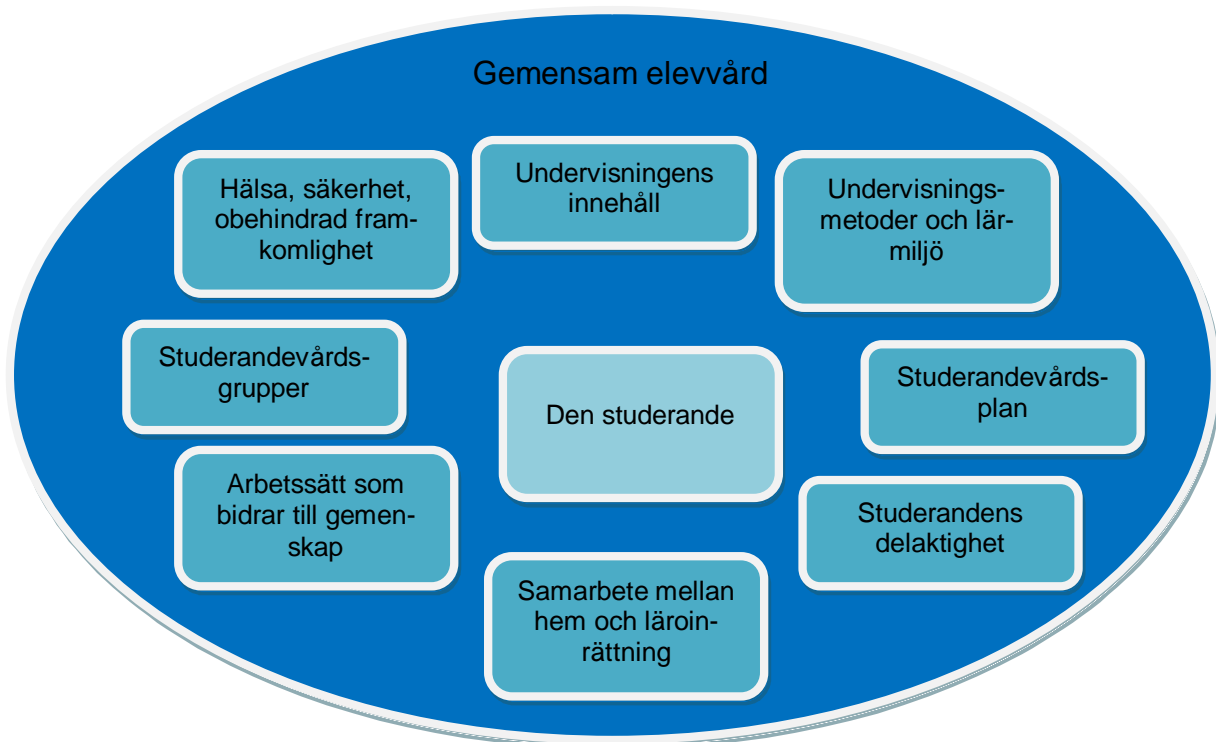 Gemensam elevvård
Hälsa, säkerhet,
obehindrad fram-
komlighet
Undervisningens
innehåll
Undervisnings-
metoder och lär-
miljö
Studerandevårds-
grupper
Den studerande
Studerandevårds-
plan
Arbetssätt som
bidrar till gemen-
skap
Studerandens
delaktighet
Samarbete mellan
hem och läroin-
rättning